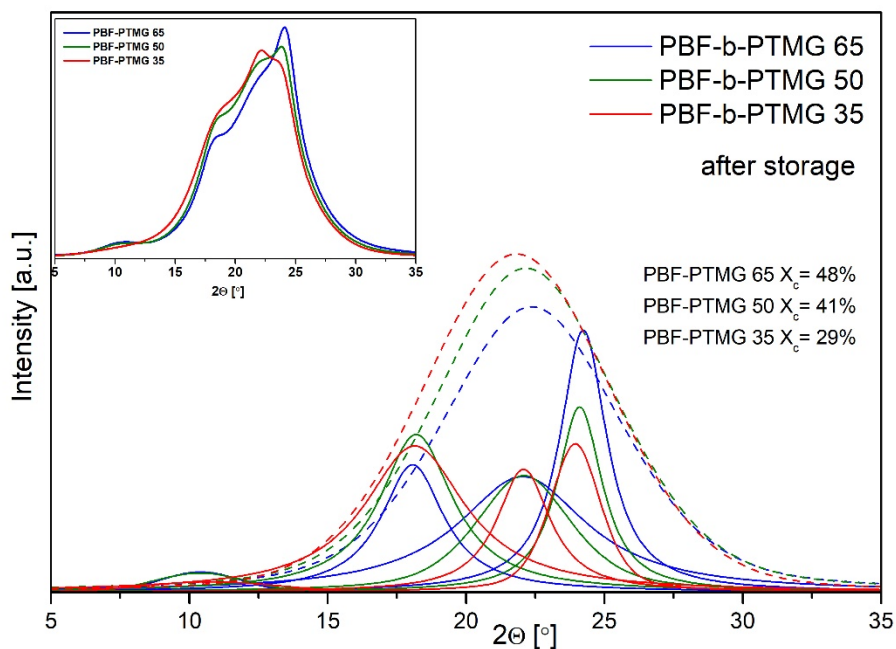 PBF-PTMG 65
PBF-PTMG 50
PBF-PTMG 35
5 10 15 20 25 30 35
2Θ [°]
PBF-b-PTMG 65
PBF-b-PTMG 50
PBF-b-PTMG 35
after storage
PBF-PTMG 65 Xc= 48%
PBF-PTMG 50 Xc= 41%
PBF-PTMG 35 Xc= 29%
Intensity [a.u.]
5 10 15 20 25 30 35
2Θ [°]